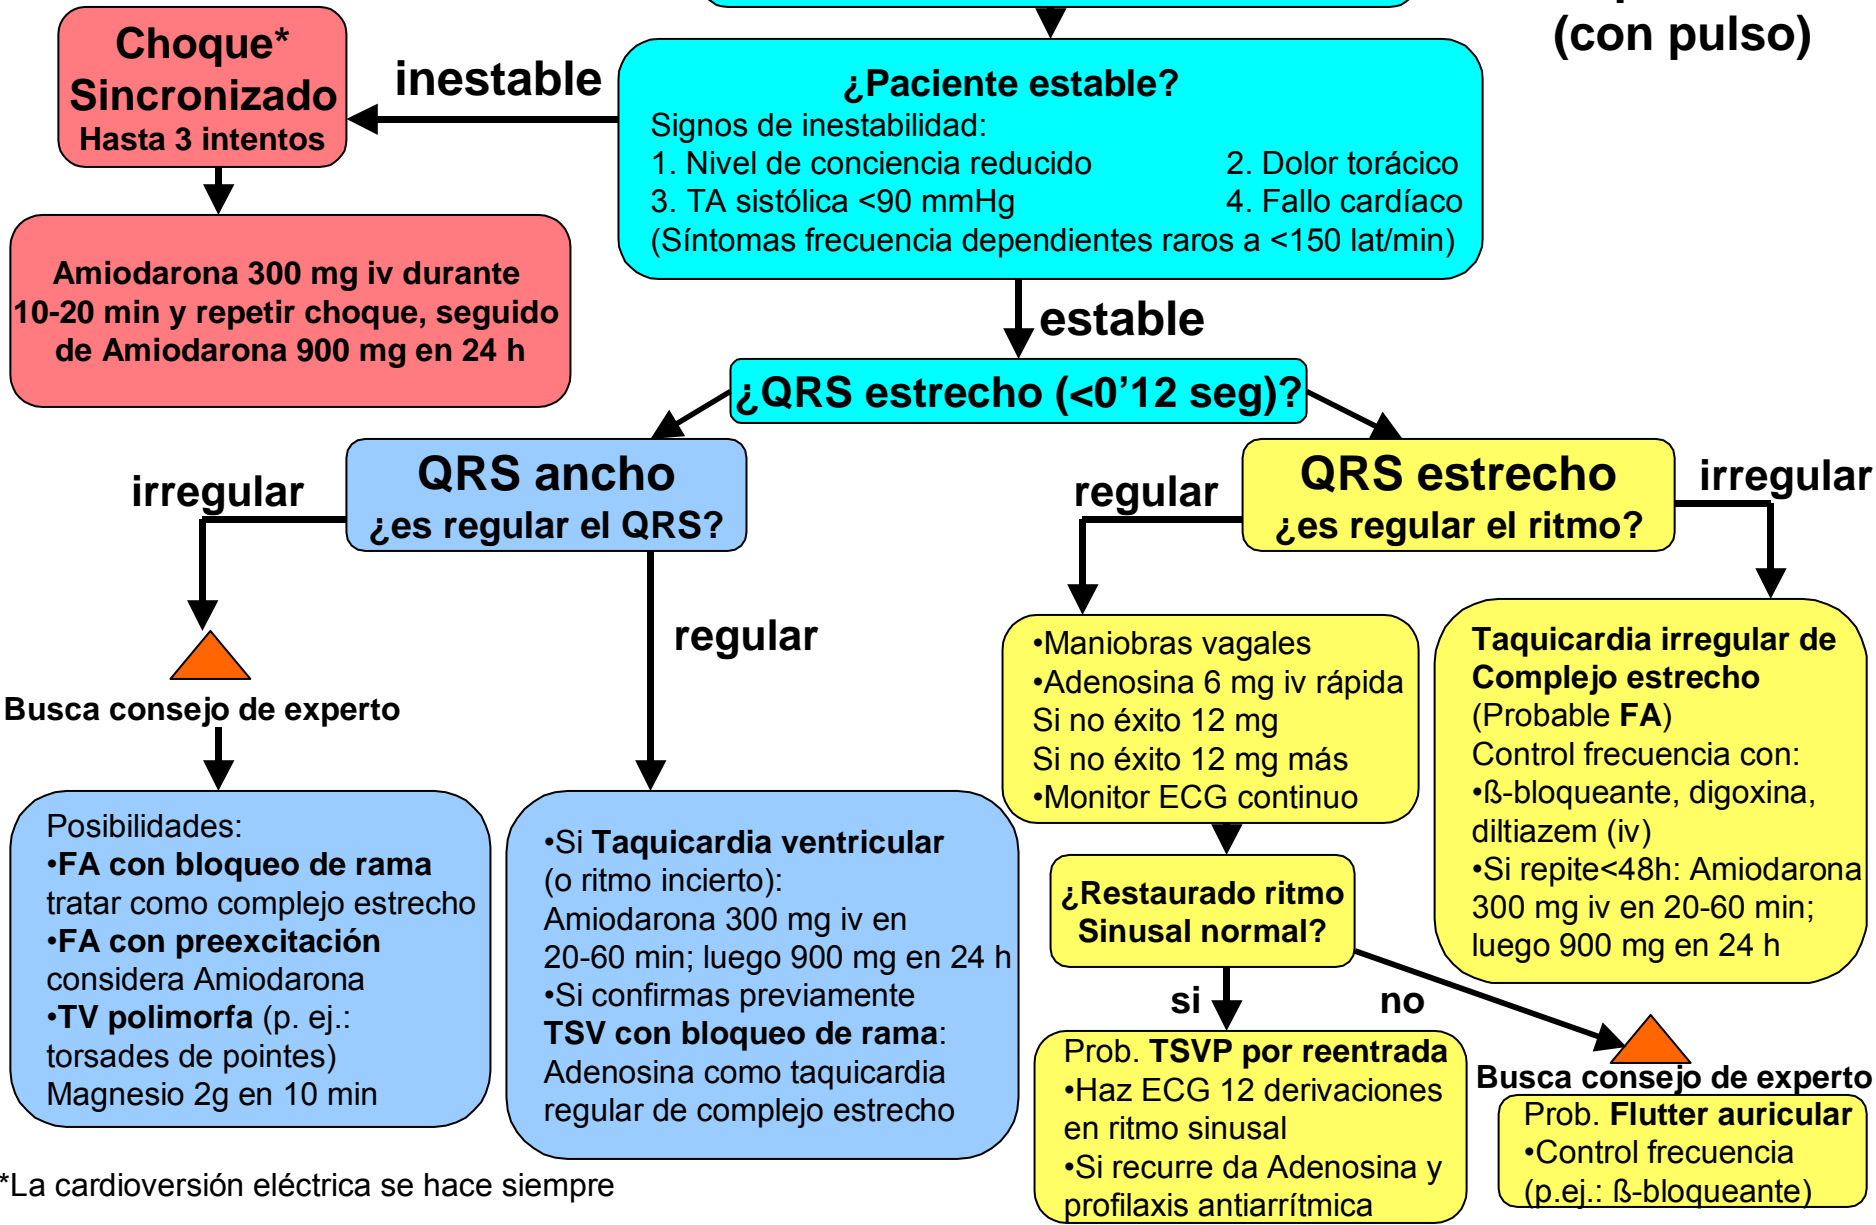 (con pulso)
Choque*
Sincronizado
Hasta 3 intentos
inestable
¿Paciente estable?
Signos de inestabilidad:
1. Nivel de conciencia reducido 2. Dolor torácico
3. TA sistólica <90 mmHg 4. Fallo cardíaco
(Síntomas frecuencia dependientes raros a <150 lat/min)
Amiodarona 300 mg iv durante
10-20 min y repetir choque, seguido
de Amiodarona 900 mg en 24 h
estable
¿QRS estrecho (<0’12 seg)?
irregular
QRS ancho
¿es regular el QRS?
regular
QRS estrecho
¿es regular el ritmo?
irregular
regular
Busca consejo de experto
Posibilidades:
•FA con bloqueo de rama
tratar como complejo estrecho
•FA con preexcitación
considera Amiodarona
•TV polimorfa (p. ej.:
torsades de pointes)
Magnesio 2g en 10 min
•Si Taquicardia ventricular
(o ritmo incierto):
Amiodarona 300 mg iv en
20-60 min; luego 900 mg en 24 h
•Si confirmas previamente
TSV con bloqueo de rama:
Adenosina como taquicardia
regular de complejo estrecho
•Maniobras vagales
•Adenosina 6 mg iv rápida
Si no éxito 12 mg
Si no éxito 12 mg más
•Monitor ECG continuo
Taquicardia irregular de
Complejo estrecho
(Probable FA)
Control frecuencia con:
•ß-bloqueante, digoxina,
diltiazem (iv)
•Si repite<48h: Amiodarona
300 mg iv en 20-60 min;
luego 900 mg en 24 h
¿Restaurado ritmo
Sinusal normal?
si
no
Prob. TSVP por reentrada
•Haz ECG 12 derivaciones
en ritmo sinusal
•Si recurre da Adenosina y
profilaxis antiarrítmica
Busca consejo de experto
Prob. Flutter auricular
•Control frecuencia
(p.ej.: ß-bloqueante)
*La cardioversión eléctrica se hace siempre